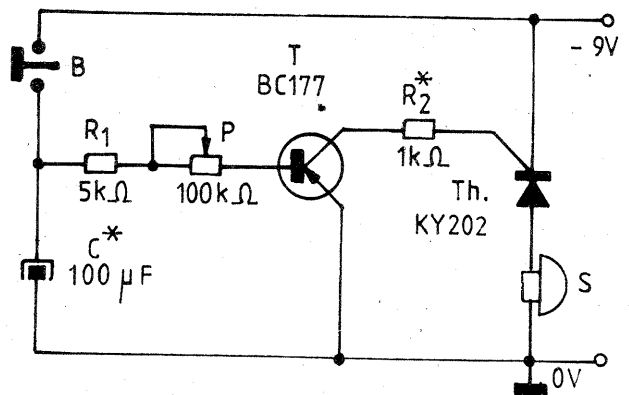 - 9V
T
BC177
B
R1
5kΩ
P
100kΩ
R2*
1kΩ
Th.
KY202
C*
100 µF
S
0V